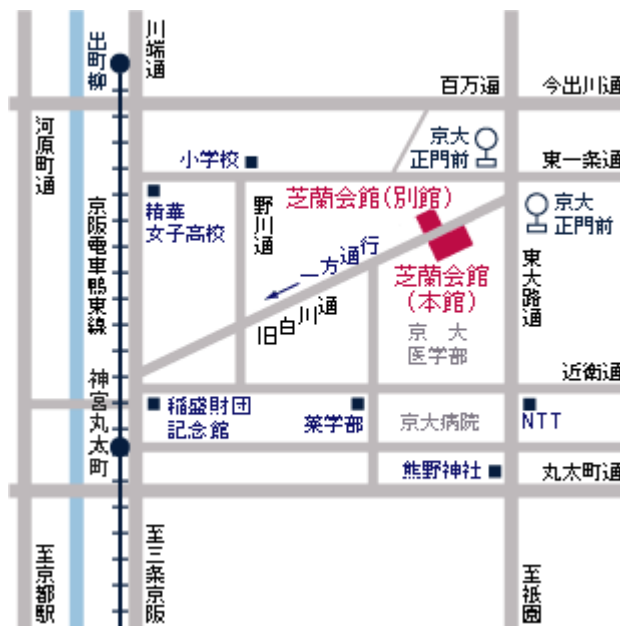 出町柳
川端通
百万遍
今出川通
河原町通
小学校
京大
正門前
東一条通
精華
女子高校
野川通
芝蘭会館(別館)
京大
正門前
京阪電車鴨東線
一方通行
旧白川通
芝蘭会館
(本館)
東大路通
京 大
医学部
近衛通
神宮丸太町
稲盛財団
記念館
薬学部
京大病院
NTT
熊野神社
丸太町通
至京都駅
至三条京阪
至祇園